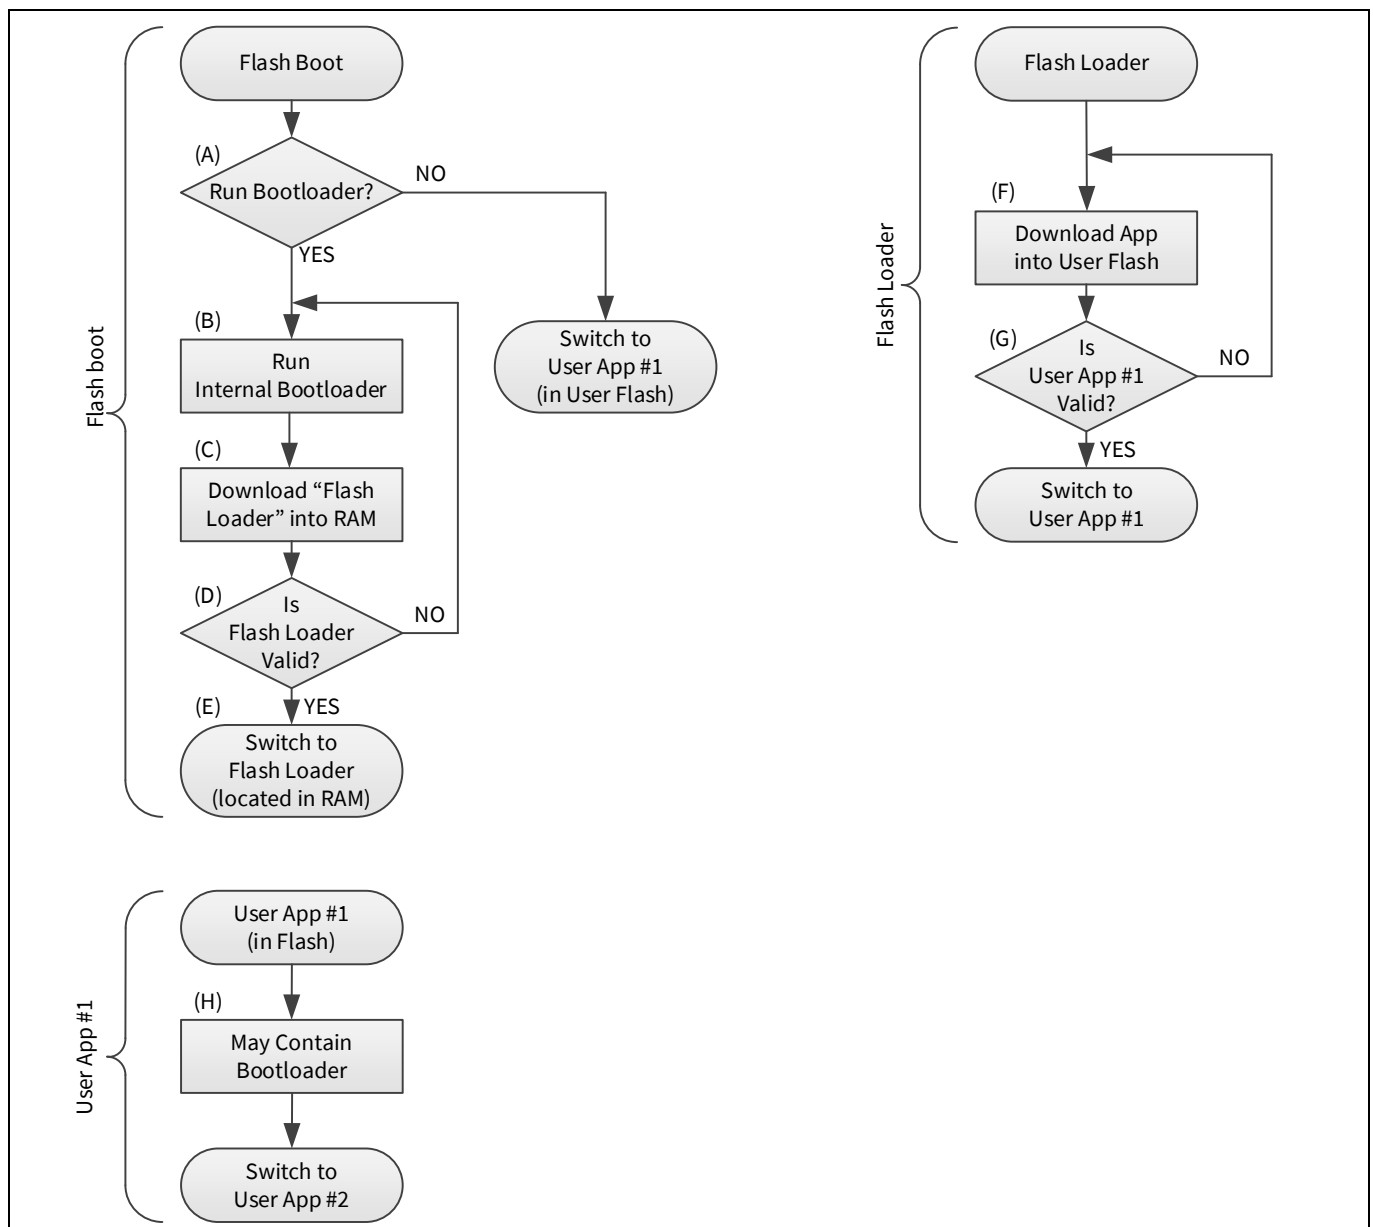 Flash boot
Flash Boot
(A)
Run Bootloader?
NO
YES
(B)
Run
Internal Bootloader
Switch to
User App #1
(in User Flash)
(C)
Download “Flash
Loader” into RAM
(D)
Is
Flash Loader
Valid?
NO
YES
(E)
Switch to
Flash Loader
(located in RAM)
Flash Loader
Flash Loader
(F)
Download App
into User Flash
(G)
Is
User App #1
Valid?
NO
YES
Switch to
User App #1
User App #1
User App #1
(in Flash)
(H)
May Contain
Bootloader
Switch to
User App #2